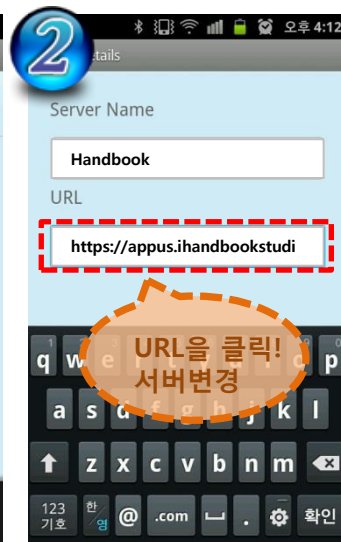 2
오후 4:12
etails
Server Name
Handbook
URL
https://appus.ihandbookstudi
URL을 클릭!
서버변경
q w e p
a s d f g h j k l
z x c v b n m
123
기호
한/영
@ .com . 확인